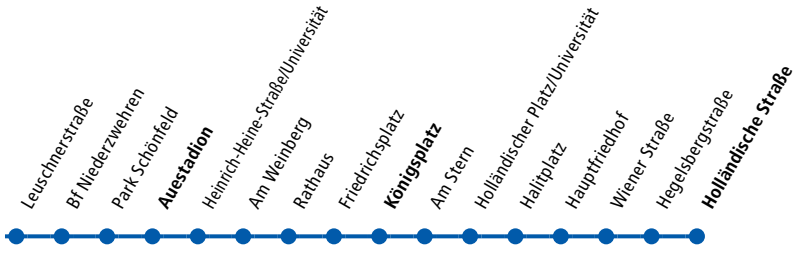 Leuschnerstraße
Bf Niederzwehren
Park Schönfeld
Auestadion
Heinrich-Heine-Straße/Universität
Am Weinberg
Rathaus
Friedrichsplatz
Königsplatz
Am Stern
Holländischer Platz/Universität
Halitplatz
Hauptfriedhof
Wiener Straße
Hegelsbergstraße
Holländische Straße